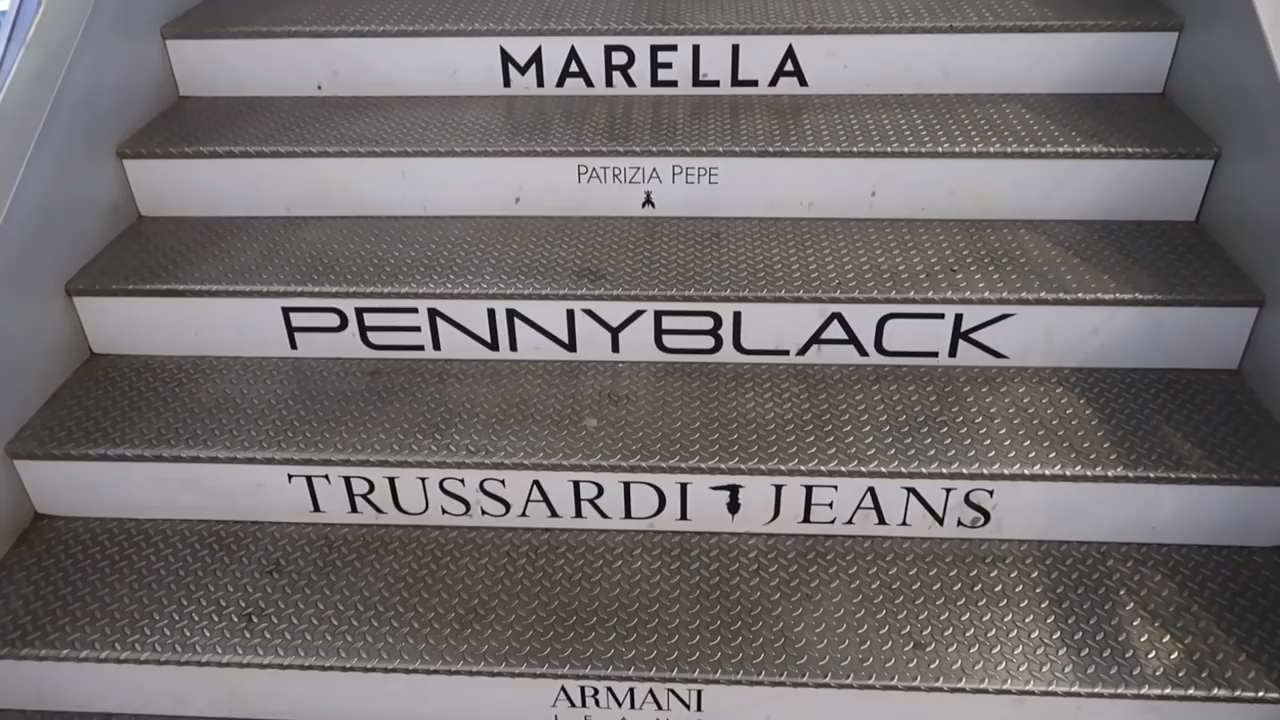 MARELLA
PATRIZIA PEPE
PENNYBLACK
TRUSSARDI JEANS
ARMANI